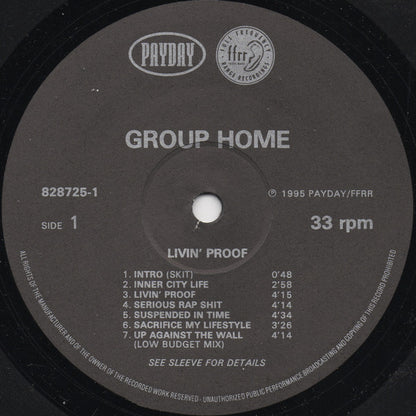 PAYDAY
FULL FREQUENCY
ffrr
RANGE RECORDINGS
GROUP HOME
828725-1
℗ 1995 PAYDAY/FFRR
SIDE 1
33 rpm
LIVIN' PROOF
1. INTRO (SKIT) 0'48
2. INNER CITY LIFE 2'58
3. LIVIN' PROOF 4'15
4. SERIOUS RAP SHIT 4'14
5. SUSPENDED IN TIME 4'34
6. SACRIFICE MY LIFESTYLE 3'26
7. UP AGAINST THE WALL 4'14
(LOW BUDGET MIX)
SEE SLEEVE FOR DETAILS
ALL RIGHTS OF THE MANUFACTURER AND OF THE OWNER OF THE RECORDED WORK RESERVED - UNAUTHORIZED PUBLIC PERFORMANCE BROADCASTING AND COPYING OF THIS RECORD PROHIBITED